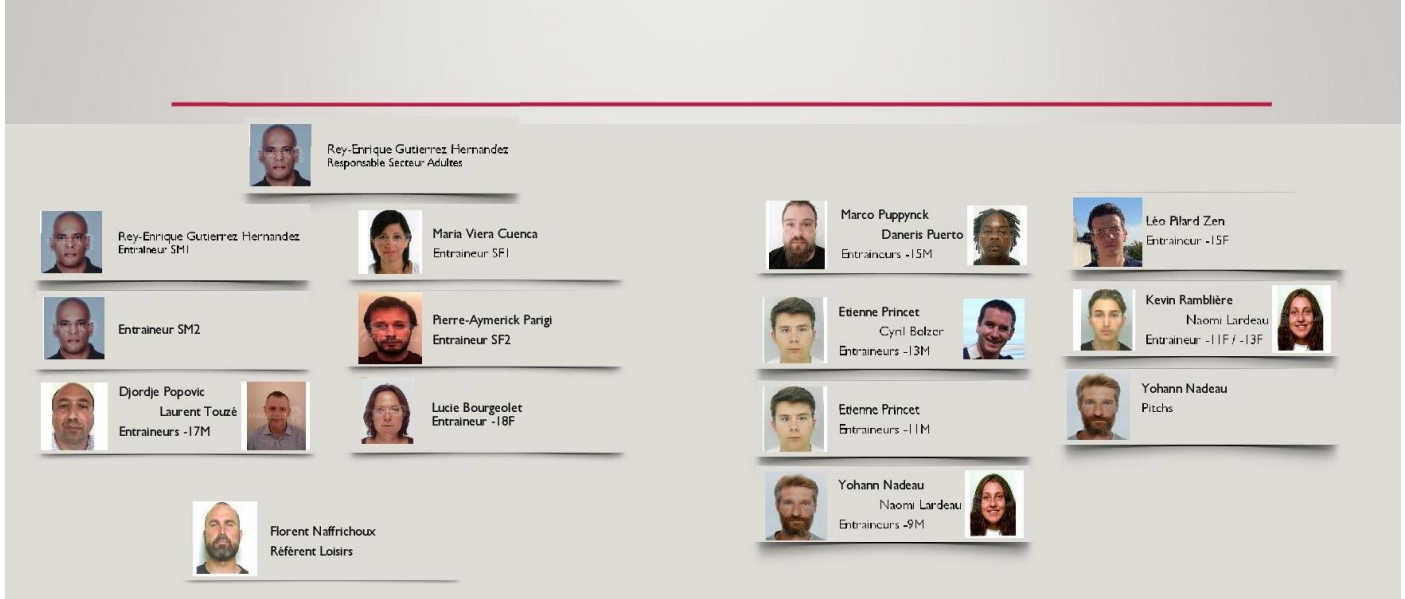 Rey-Enrique Gutierrez Hernandez
Responsable Secteur Adultes
Rey-Enrique Gutierrez Hernandez
Entraîneur SM1
Maria Viera Cuenca
Entraineur SF1
Entraineur SM2
Pierre-Aymerick Parigi
Entraineur SF2
Djordje Popovic
Laurent Touzé
Entraineurs -17M
Lucie Bourgeolet
Entraineur -18F
Florent Naffrichoux
Référent Loisirs
Marco Puppynck
Daneris Puerto
Entraineurs -15M
Léo Pilard Zen
Entraineur -15F
Etienne Princet
Cyril Bolzer
Entraineurs -13M
Kevin Ramblière
Naomi Lardeau
Entraineur -11F / -13F
Etienne Princet
Entraineurs -11M
Yohann Nadeau
Pitchs
Yohann Nadeau
Naomi Lardeau
Entraineurs -9M